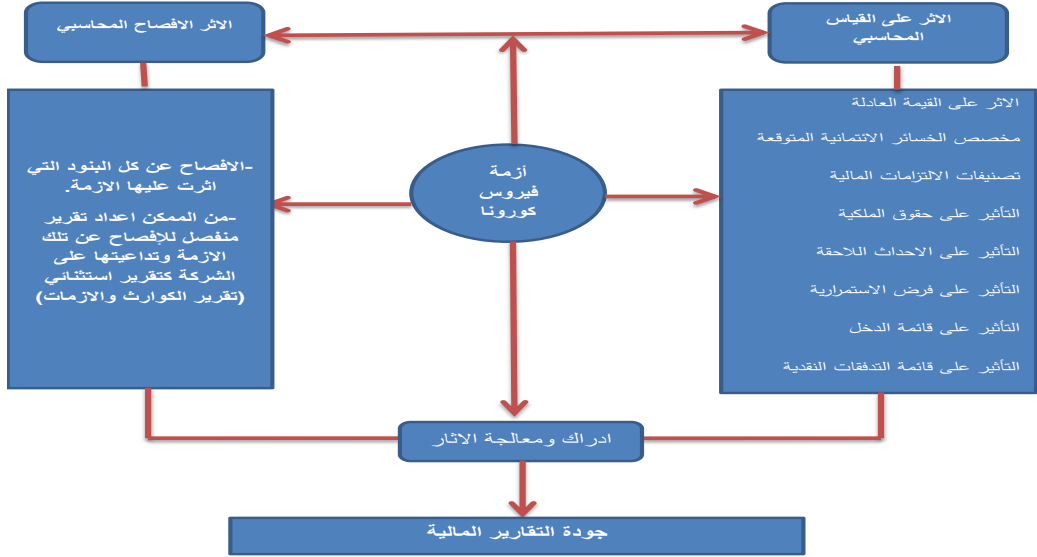 الاثر على القياس
المحاسبي
الاثر الافصاح المحاسبي
الاثر على القيمة العادلة
مخصص الخسائر الائتمانية المتوقعة
تصنيفات الالتزامات المالية
التأثير على حقوق الملكية
التأثير على الاحداث اللاحقة
التأثير على فرض الاستمرارية
التأثير على قائمة الدخل
التأثير على قائمة التدفقات النقدية
أزمة
فيروس
كورونا
-الافصاح عن كل البنود التي
اثرت عليها الازمة.
-من الممكن اعداد تقرير
منفصل للإفصاح عن تلك
الازمة وتداعيتها على
الشركة كتقرير استثنائي
(تقرير الكوارث والازمات)
ادراك ومعالجة الاثار
جودة التقارير المالية